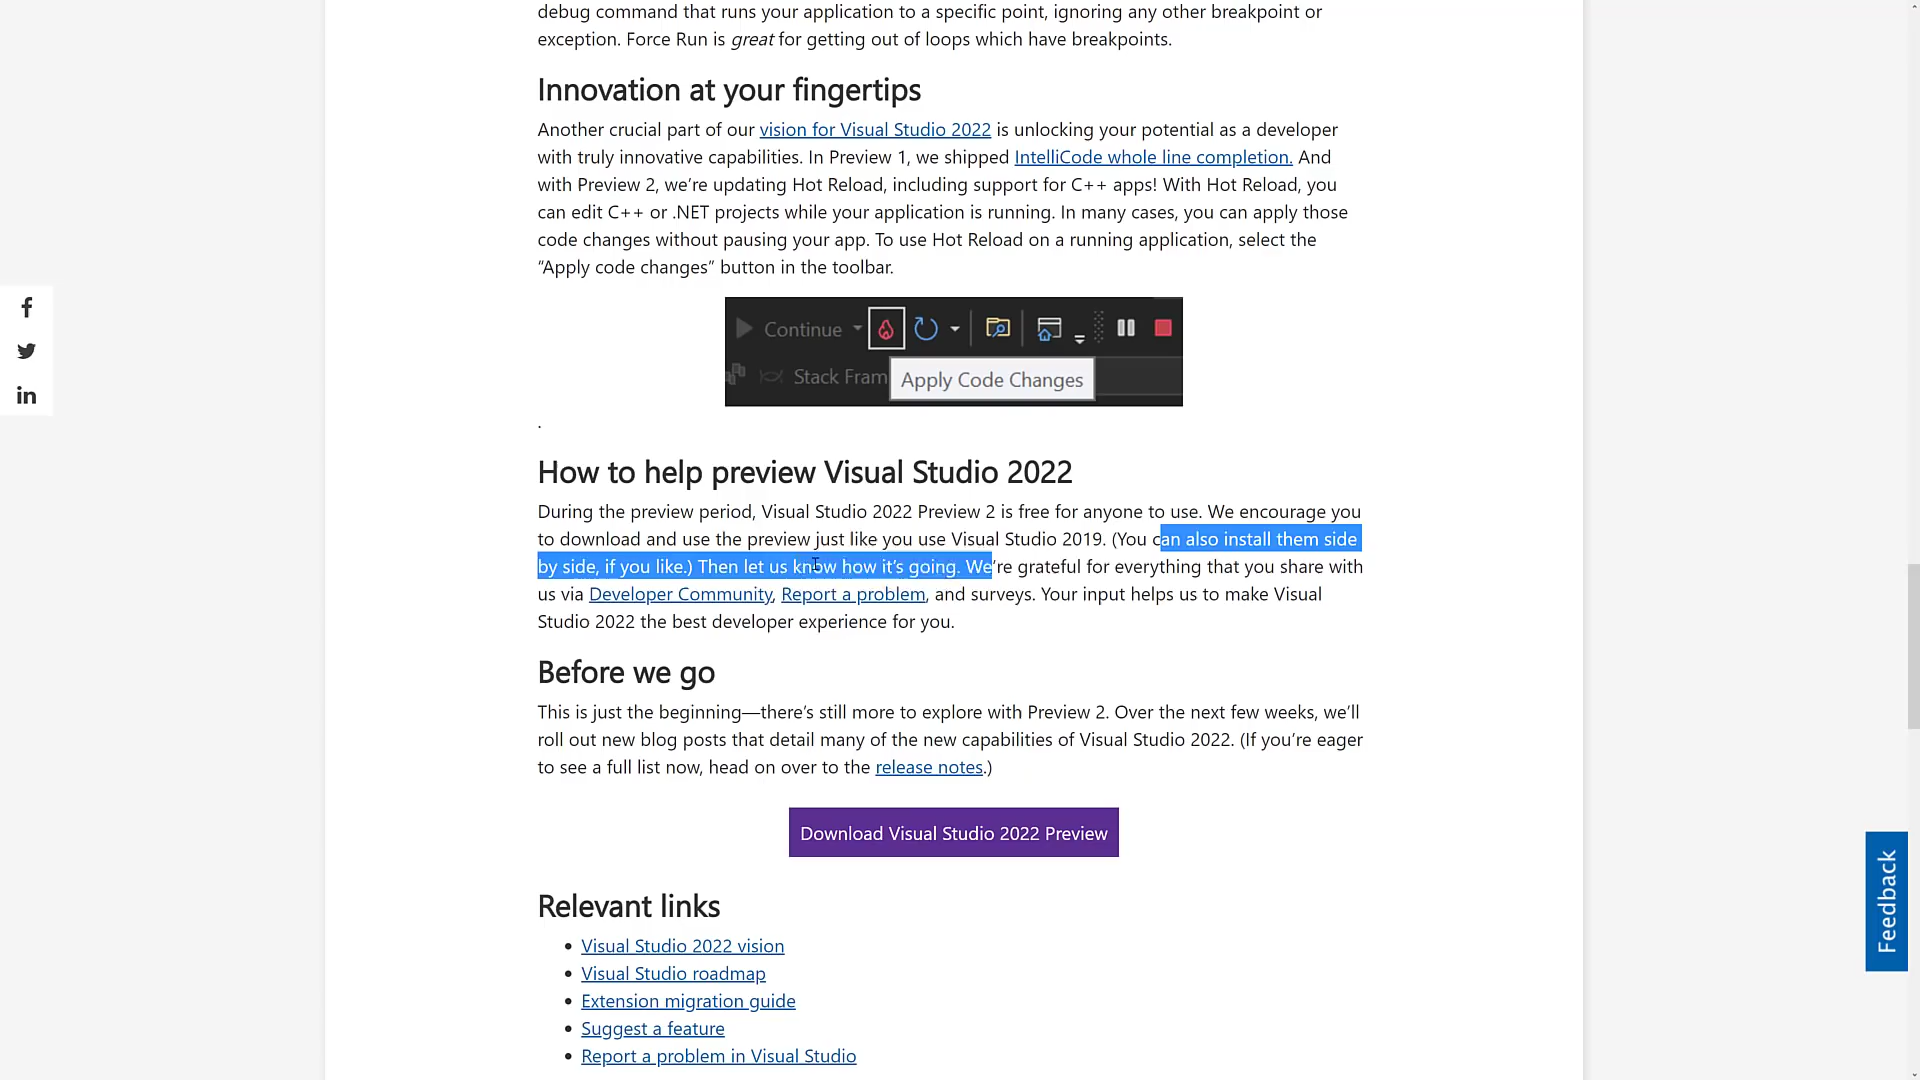 debug command that runs your application to a specific point, ignoring any other breakpoint or
exception. Force Run is great for getting out of loops which have breakpoints.
Innovation at your fingertips
Another crucial part of our vision for Visual Studio 2022 is unlocking your potential as a developer
with truly innovative capabilities. In Preview 1, we shipped IntelliCode whole line completion. And
with Preview 2, we’re updating Hot Reload, including support for C++ apps! With Hot Reload, you
can edit C++ or .NET projects while your application is running. In many cases, you can apply those
code changes without pausing your app. To use Hot Reload on a running application, select the
“Apply code changes” button in the toolbar.
Continue
Stack Fram
Apply Code Changes
.
How to help preview Visual Studio 2022
During the preview period, Visual Studio 2022 Preview 2 is free for anyone to use. We encourage you
to download and use the preview just like you use Visual Studio 2019. (You can also install them side
by side, if you like.) Then let us know how it’s going. We’re grateful for everything that you share with
us via Developer Community, Report a problem, and surveys. Your input helps us to make Visual
Studio 2022 the best developer experience for you.
Before we go
This is just the beginning—there’s still more to explore with Preview 2. Over the next few weeks, we’ll
roll out new blog posts that detail many of the new capabilities of Visual Studio 2022. (If you’re eager
to see a full list now, head on over to the release notes.)
Download Visual Studio 2022 Preview
Feedback
Relevant links
• Visual Studio 2022 vision
• Visual Studio roadmap
• Extension migration guide
• Suggest a feature
• Report a problem in Visual Studio